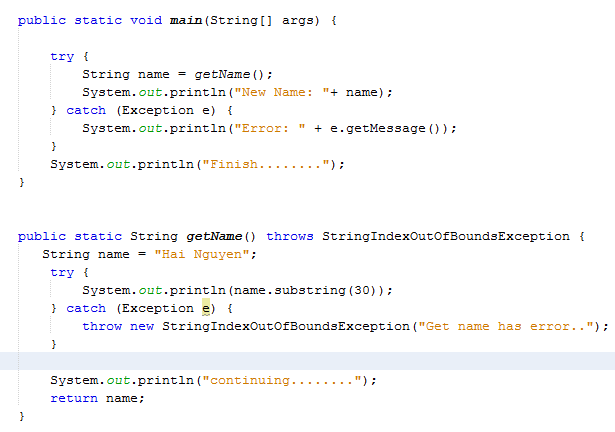 public static void main(String[] args) {
try {
String name = getName();
System.out.println("New Name: "+ name);
} catch (Exception e) {
System.out.println("Error: " + e.getMessage());
}
System.out.println("Finish........");
}
public static String getName() throws StringIndexOutOfBoundsException {
String name = "Hai Nguyen";
try {
System.out.println(name.substring(30));
} catch (Exception e) {
throw new StringIndexOutOfBoundsException("Get name has error..");
}
System.out.println("continuing........");
return name;
}